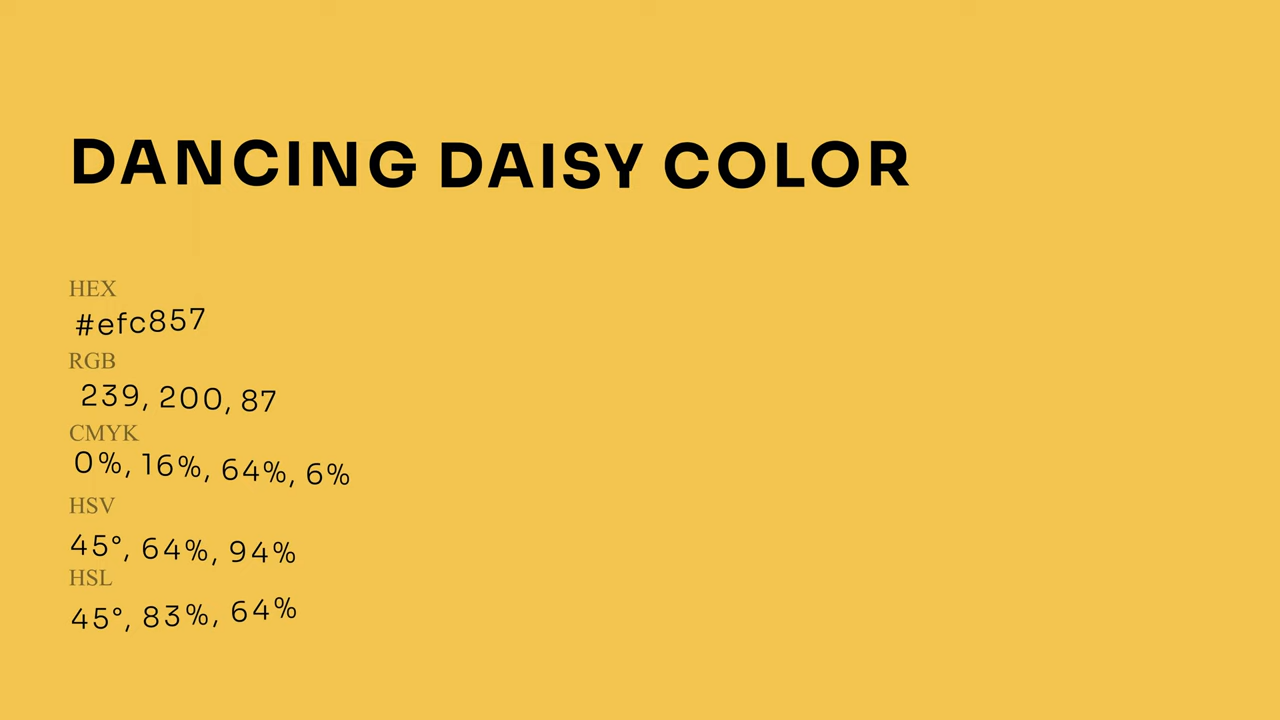 DANCING DAISY COLOR
HEX
#efc857
RGB
239, 200, 87
CMYK
0%, 16%, 64%, 6%
HSV
45°, 64%, 94%
HSL
45°, 83%, 64%